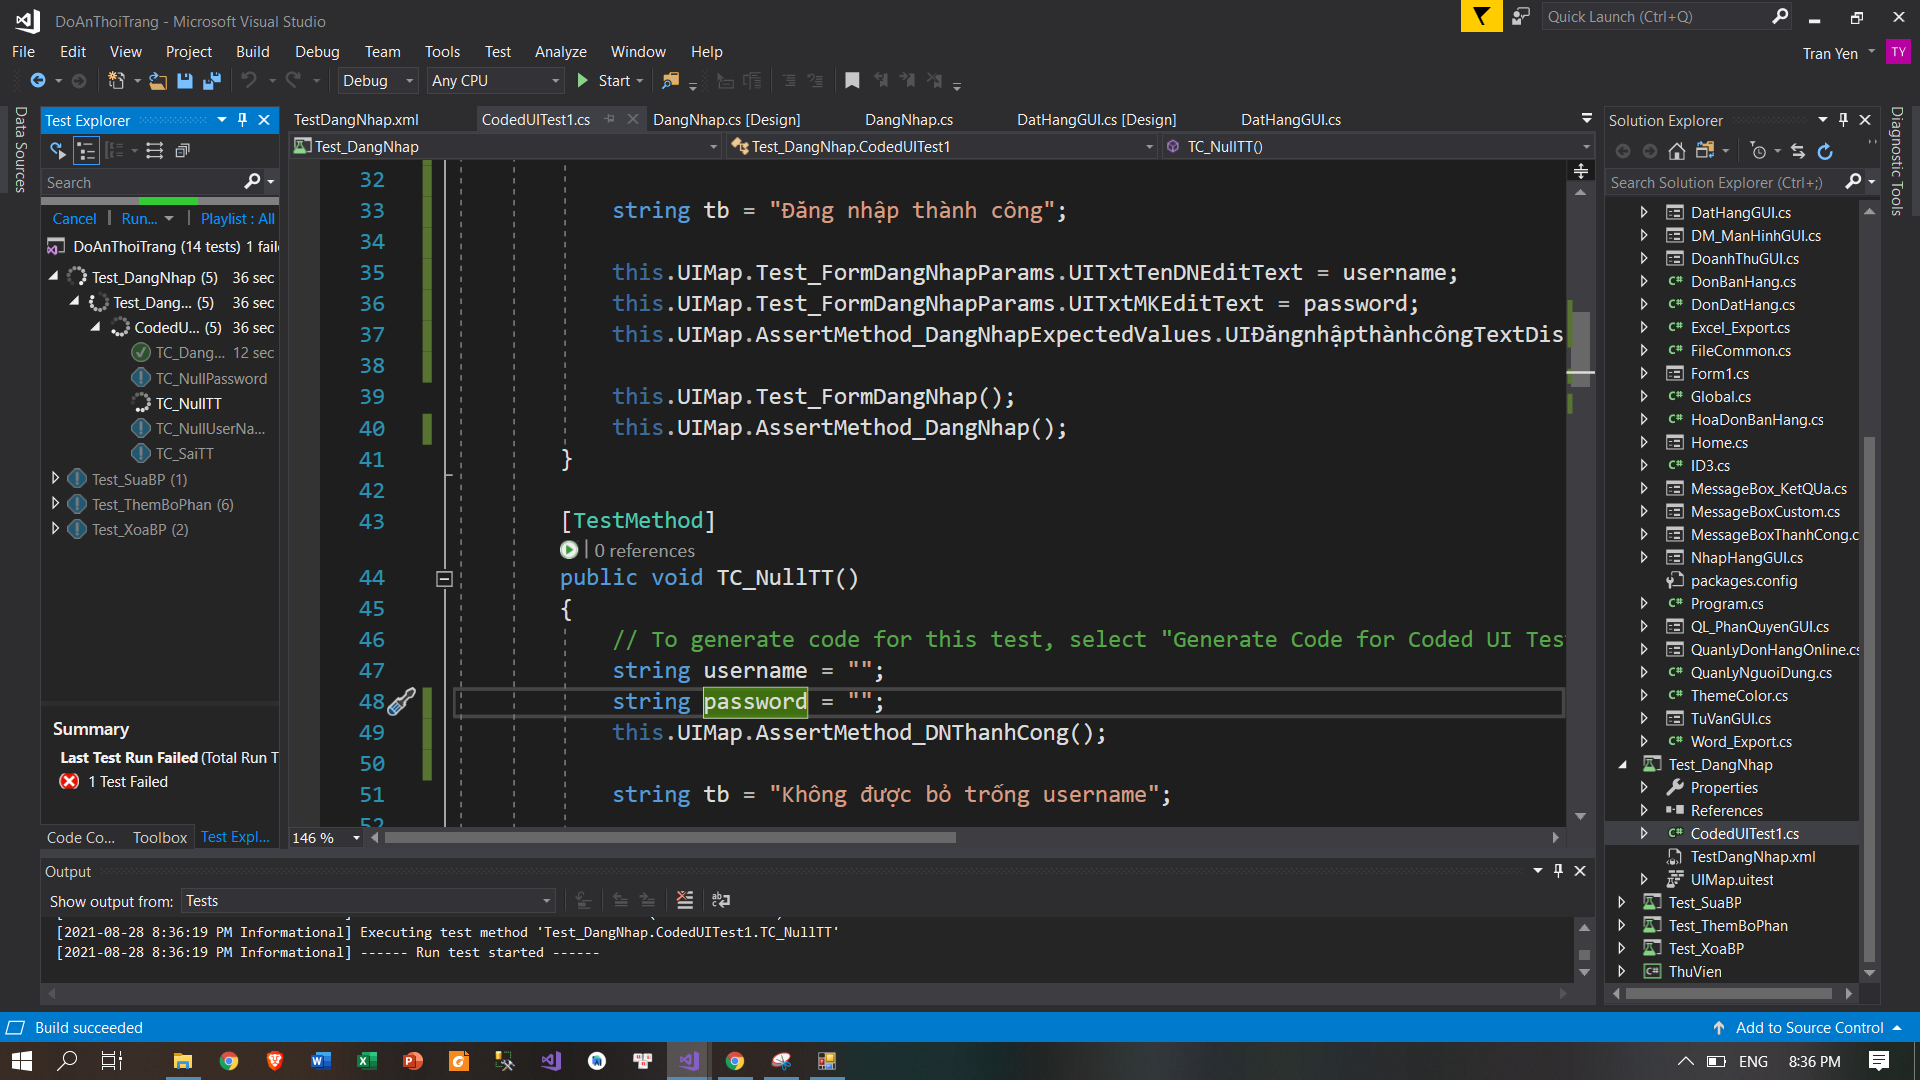 DoAnThoiTrang - Microsoft Visual Studio
Quick Launch (Ctrl+Q)
File Edit View Project Build Debug Team Tools Test Analyze Window Help
Tran Yen
TY
Debug
Any CPU
Start
Data Sources
Test Explorer
Search
Cancel Run... Playlist : All
DoAnThoiTrang (14 tests) 1 faile
Test_DangNhap (5) 36 sec
Test_Dang... (5) 36 sec
CodedU... (5) 36 sec
TC_Dang... 12 sec
TC_NullPassword
TC_NullTT
TC_NullUserNa...
TC_SaiTT
Test_SuaBP (1)
Test_ThemBoPhan (6)
Test_XoaBP (2)
Summary
Last Test Run Failed (Total Run T
1 Test Failed
Code Co... Toolbox Test Expl...
TestDangNhap.xml CodedUITest1.cs DangNhap.cs [Design] DangNhap.cs DatHangGUI.cs [Design] DatHangGUI.cs
Test_DangNhap Test_DangNhap.CodedUITest1 TC_NullTT()
32
33 string tb = "Đăng nhập thành công";
34
35 this.UIMap.Test_FormDangNhapParams.UITxtTenDNEditText = username;
36 this.UIMap.Test_FormDangNhapParams.UITxtMKEditText = password;
37 this.UIMap.AssertMethod_DangNhapExpectedValues.UIĐăngnhậpthànhcôngTextDis
38
39 this.UIMap.Test_FormDangNhap();
40 this.UIMap.AssertMethod_DangNhap();
41 }
42
43 [TestMethod]
0 references
44 public void TC_NullTT()
45 {
46 // To generate code for this test, select "Generate Code for Coded UI Tes
47 string username = "";
48 string password = "";
49 this.UIMap.AssertMethod_DNThanhCong();
50
51 string tb = "Không được bỏ trống username";
52
146 %
Output
Show output from: Tests
[2021-08-28 8:36:19 PM Informational] Executing test method 'Test_DangNhap.CodedUITest1.TC_NullTT'
[2021-08-28 8:36:19 PM Informational] ------ Run test started ------
Solution Explorer
Search Solution Explorer (Ctrl+;)
DatHangGUI.cs
DM_ManHinhGUI.cs
DoanhThuGUI.cs
DonBanHang.cs
DonDatHang.cs
Excel_Export.cs
FileCommon.cs
Form1.cs
Global.cs
HoaDonBanHang.cs
Home.cs
ID3.cs
MessageBox_KetQUa.cs
MessageBoxCustom.cs
MessageBoxThanhCong.c
NhapHangGUI.cs
packages.config
Program.cs
QL_PhanQuyenGUI.cs
QuanLyDonHangOnline.cs
QuanLyNguoiDung.cs
ThemeColor.cs
TuVanGUI.cs
Word_Export.cs
Test_DangNhap
Properties
References
CodedUITest1.cs
TestDangNhap.xml
UIMap.uitest
Test_SuaBP
Test_ThemBoPhan
Test_XoaBP
ThuVien
Diagnostic Tools
Build succeeded
Add to Source Control
ENG 8:36 PM